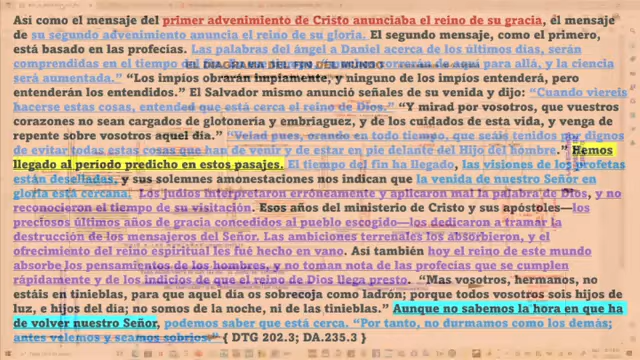 Así como el mensaje del primer advenimiento de Cristo anunciaba el reino de su gracia, el mensaje
de su segundo advenimiento anuncia el reino de su gloria. El segundo mensaje, como el primero,
está basado en las profecías. Las palabras del ángel a Daniel acerca de los últimos días, serán
comprendidas en el tiempo del fin. para allá, y la ciencia
EL DIAGRAMA DEL FIN DEL MUNDO
será aumentada.” “Los impíos obrarán impíamente, y ninguno de los impíos entenderá, pero
entenderán los entendidos.” El Salvador mismo anunció señales de su venida y dijo: “Cuando viereis
hacerse estas cosas, entended que está cerca el reino de Dios.” “Y mirad por vosotros, que vuestros
corazones no sean cargados de glotonería y embriaguez, y de los cuidados de esta vida, y venga de
repente sobre vosotros aquel día.” “Velad pues, orando en todo tiempo, que seáis tenidos por dignos
de evitar todas estas cosas que han de venir y de estar en pie delante del Hijo del hombre.” Hemos
llegado al período predicho en estos pasajes. El tiempo del fin ha llegado, las visiones de los profetas
están deselladas, y sus solemnes amonestaciones nos indican que la venida de nuestro Señor en
gloria está cercana. Los judíos interpretaron erróneamente y aplicaron mal la palabra de Dios, y no
reconocieron el tiempo de su visitación. Esos años del ministerio de Cristo y sus apóstoles—los
preciosos últimos años de gracia concedidos al pueblo escogido—los dedicaron a tramar la
destrucción de los mensajeros del Señor. Las ambiciones terrenales los absorbieron, y el
ofrecimiento del reino espiritual les fué hecho en vano. Así también hoy el reino de este mundo
absorbe los pensamientos de los hombres, y no toman nota de las profecías que se cumplen
rápidamente y de los indicios de que el reino de Dios llega presto. “Mas vosotros, hermanos, no
estáis en tinieblas, para que aquel día os sobrecoja como ladrón; porque todos vosotros sois hijos de
luz, e hijos del día; no somos de la noche, ni de las tinieblas.” Aunque no sabemos la hora en que ha
de volver nuestro Señor, podemos saber que está cerca. “Por tanto, no durmamos como los demás;
antes velemos y seamos sobrios” { DTG 202.3; DA.235.3 }